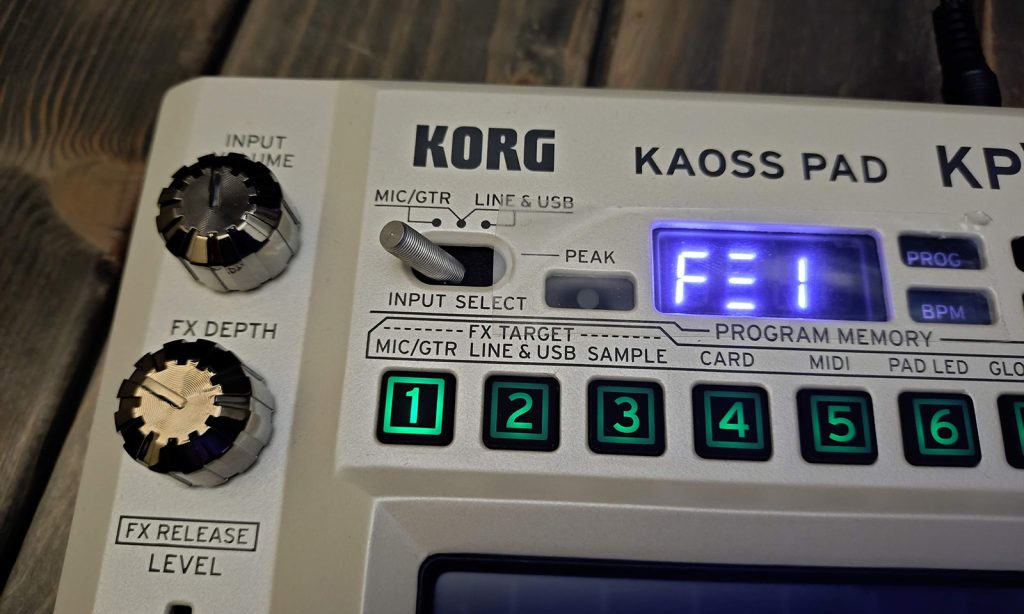 INPUT
KORG
KAOSS PAD
KP
MIC/GTR LINE & USB
PEAK
PROG
BPM
INPUT SELECT
FX DEPTH
FX TARGET
PROGRAM MEMORY
MIC/GTR LINE & USB SAMPLE CARD MIDI PAD LED
1 2 3 4 5 6
FX RELEASE
LEVEL